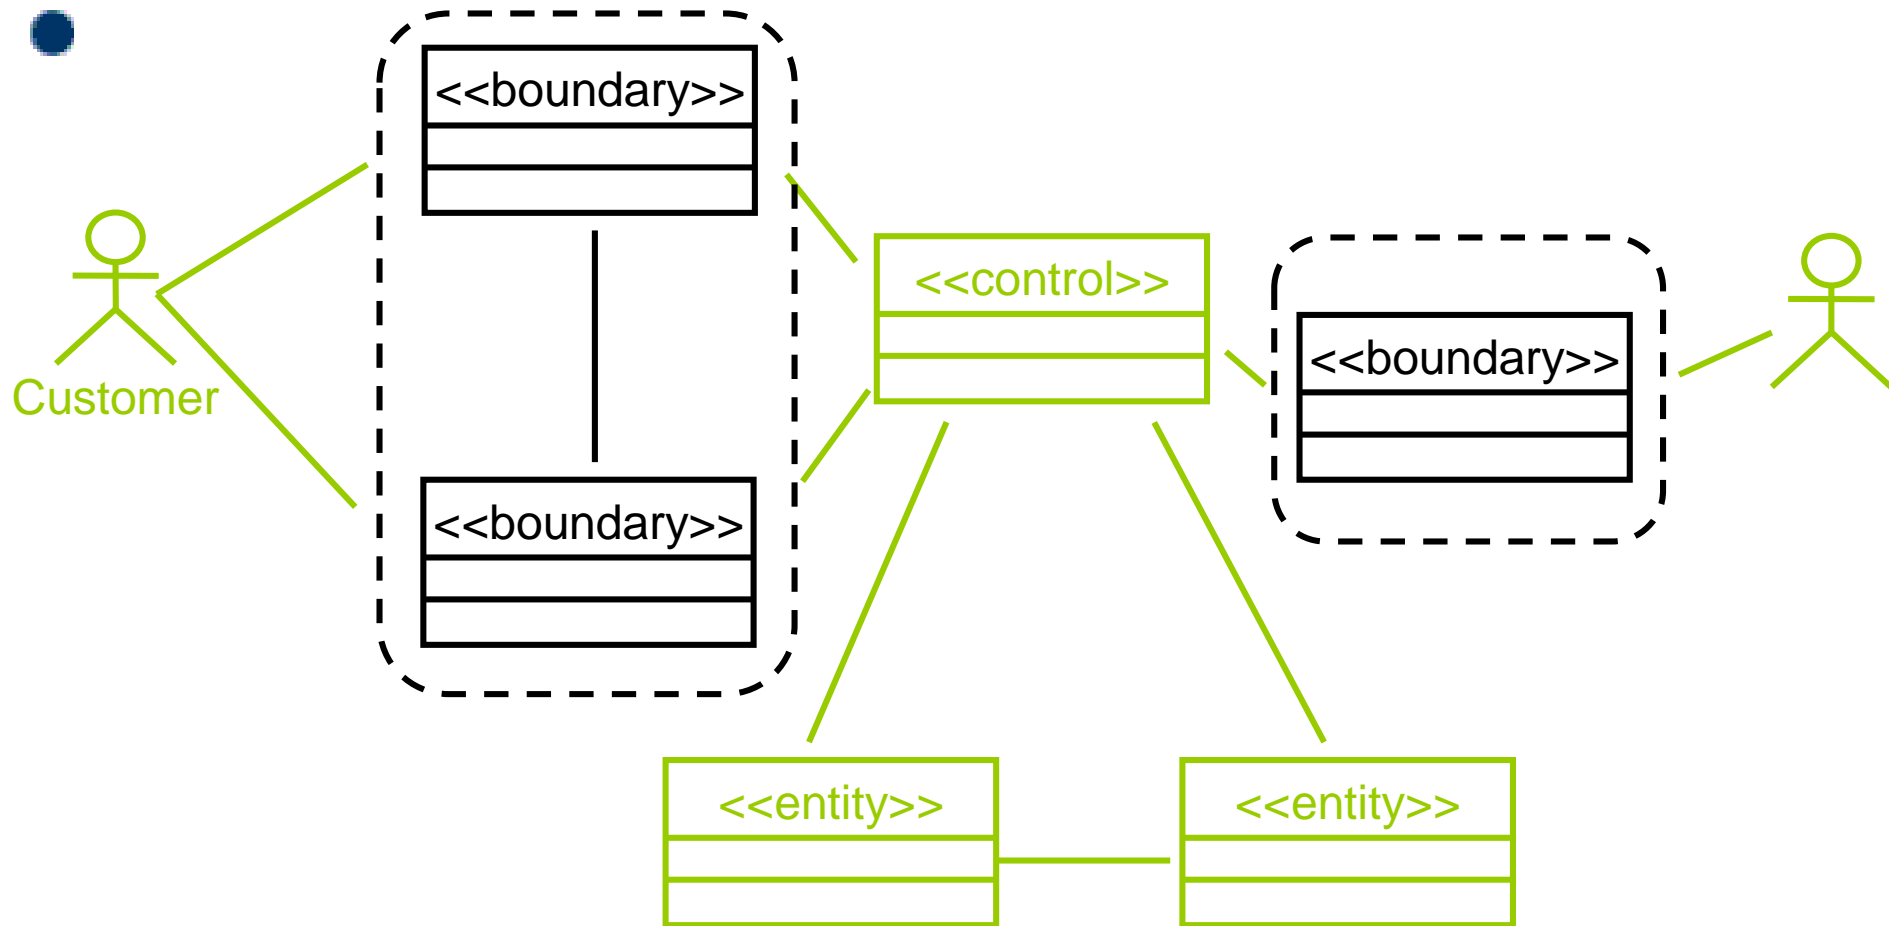 <<boundary>>
<<control>>
<<boundary>>
Customer
<<boundary>>
<<entity>>
<<entity>>